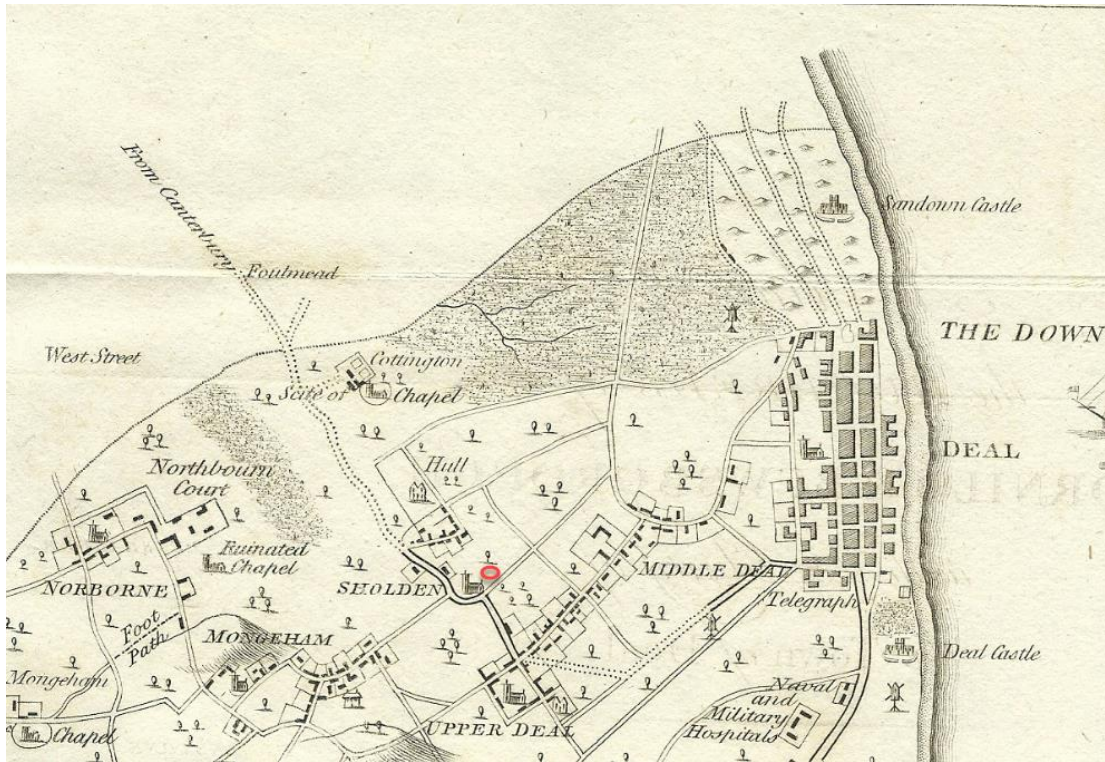 From Canterbury
Foulmead
Sandown Castle
THE DOWN
West Street
Cottington
Scite of Chapel
DEAL
Hull
Northbourn
Court
Ruinated
Chapel
NORBORNE
SHOLDEN
MIDDLE DEAL
Telegraph
Foot
Path
MONGEHAM
Deal Castle
Mongeham
Naval
and
Military
Hospitals
UPPER DEAL
Chapel